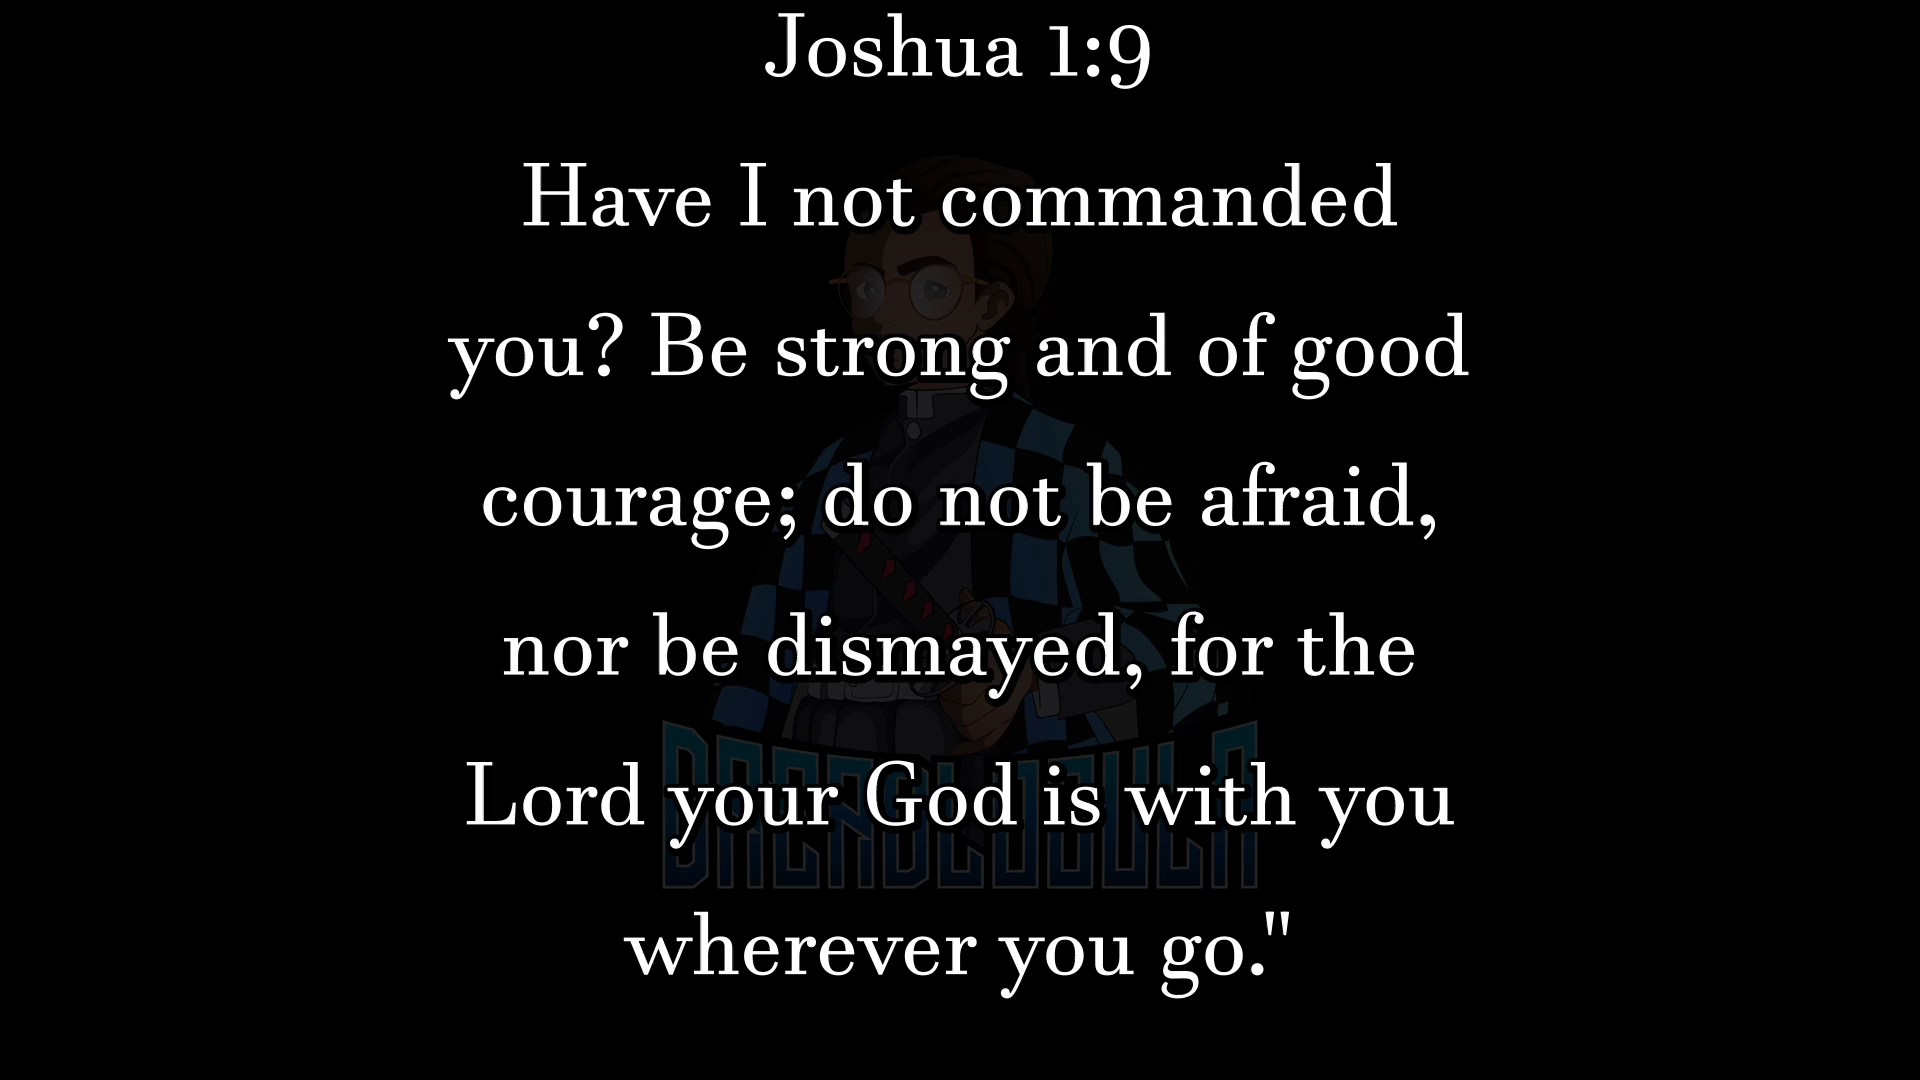 Joshua 1:9
Have I not commanded
you? Be strong and of good
courage; do not be afraid,
nor be dismayed, for the
Lord your God is with you
wherever you go."